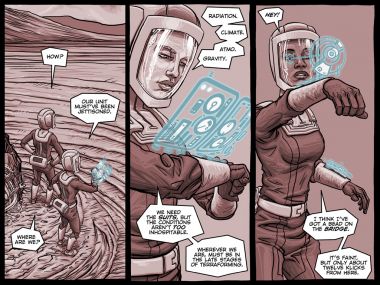 HOW?
OUR UNIT
MUST'VE BEEN
JETTISONED.
WHERE
ARE WE?
RADIATION.
CLIMATE.
ATMO.
GRAVITY.
WE NEED
THE SUITS, BUT
THE CONDITIONS
AREN'T TOO
INHOSPITABLE.
WHEREVER WE
ARE, MUST BE IN
THE LATE STAGES
OF TERRAFORMING.
HEY!
I THINK I'VE
GOT A BEAD ON
THE BRIDGE.
IT'S FAINT,
BUT ONLY ABOUT
TWELVE KLICKS
FROM HERE.